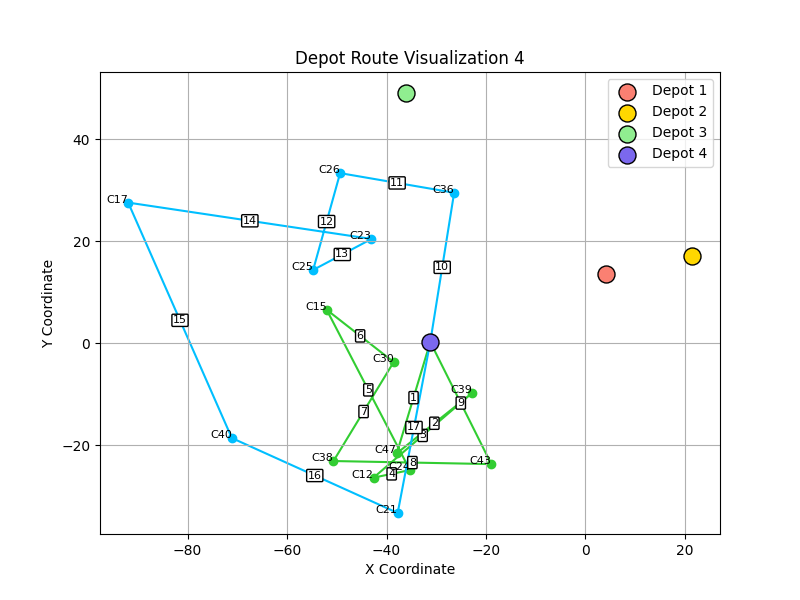 Depot Route Visualization 4
Depot 1
Depot 2
Depot 3
Depot 4
40
20
0
−20
Y Coordinate
C26
11
C36
C17
14
12
C23
13
C25
10
C15
15
6
C30
5
C39
7
1
9
2
17
3
C40
C47
C38
8
C43
C12
4
16
C21
−80
−60
−40
−20
0
20
X Coordinate